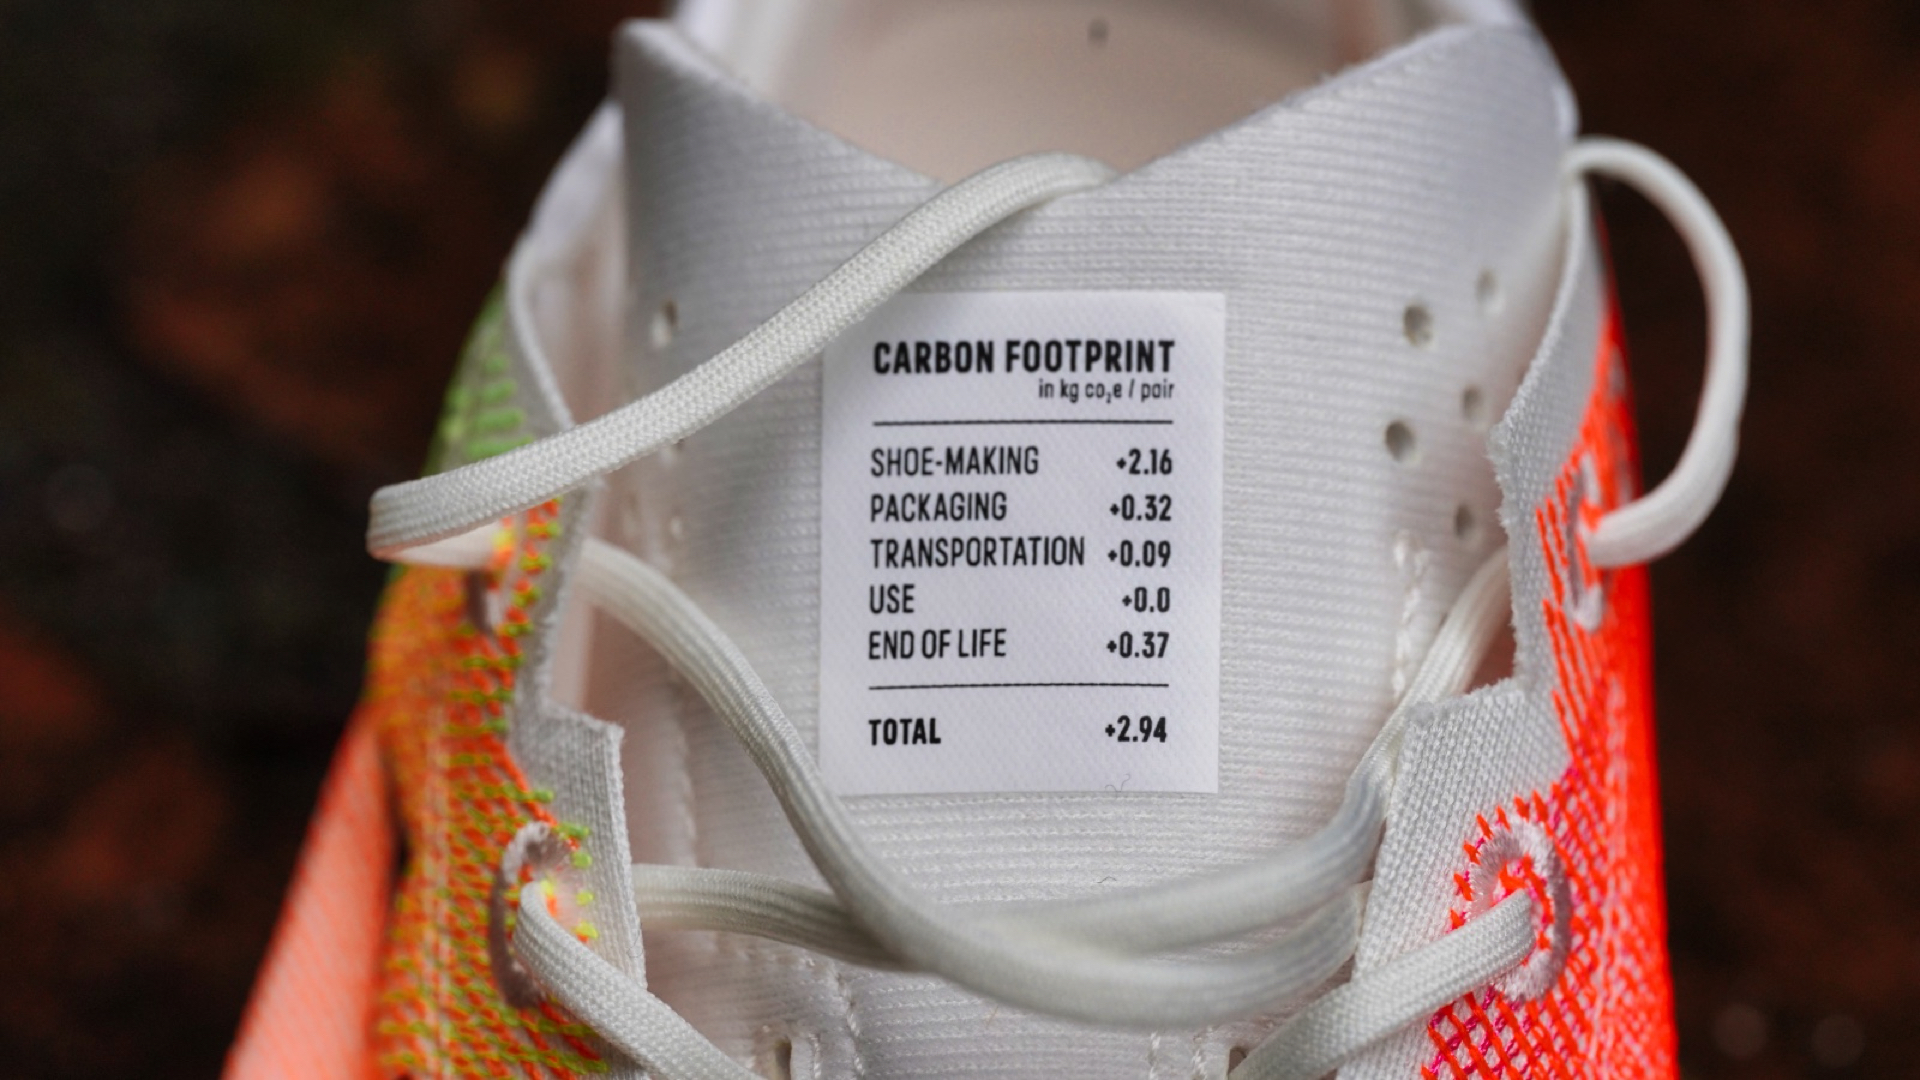 CARBON FOOTPRINT
in kg co₂e / pair
SHOE-MAKING +2.16
PACKAGING +0.32
TRANSPORTATION +0.09
USE +0.0
END OF LIFE +0.37
TOTAL +2.94